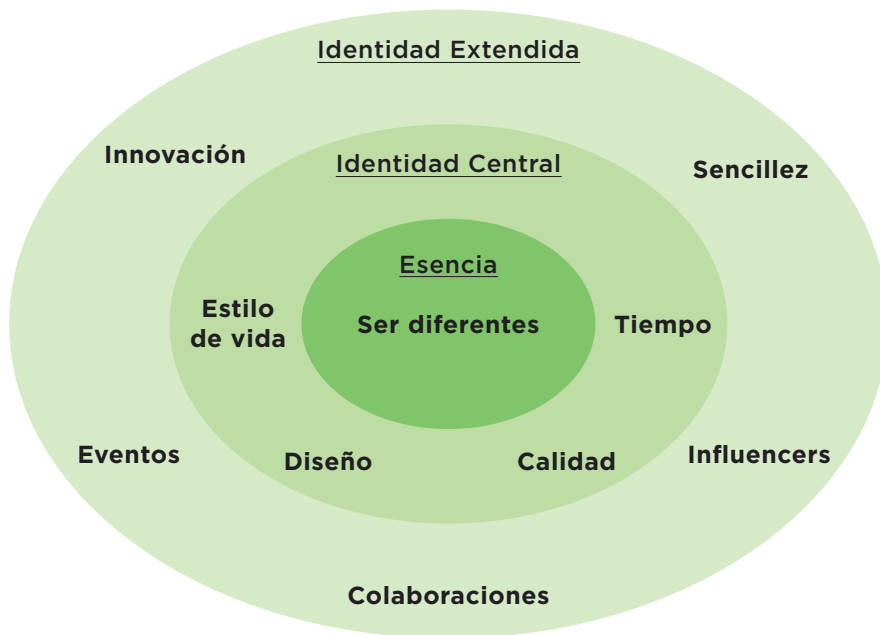 Identidad Extendida
Innovación
Identidad Central
Sencillez
Esencia
Estilo
de vida
Ser diferentes
Tiempo
Eventos
Diseño
Calidad
Influencers
Colaboraciones